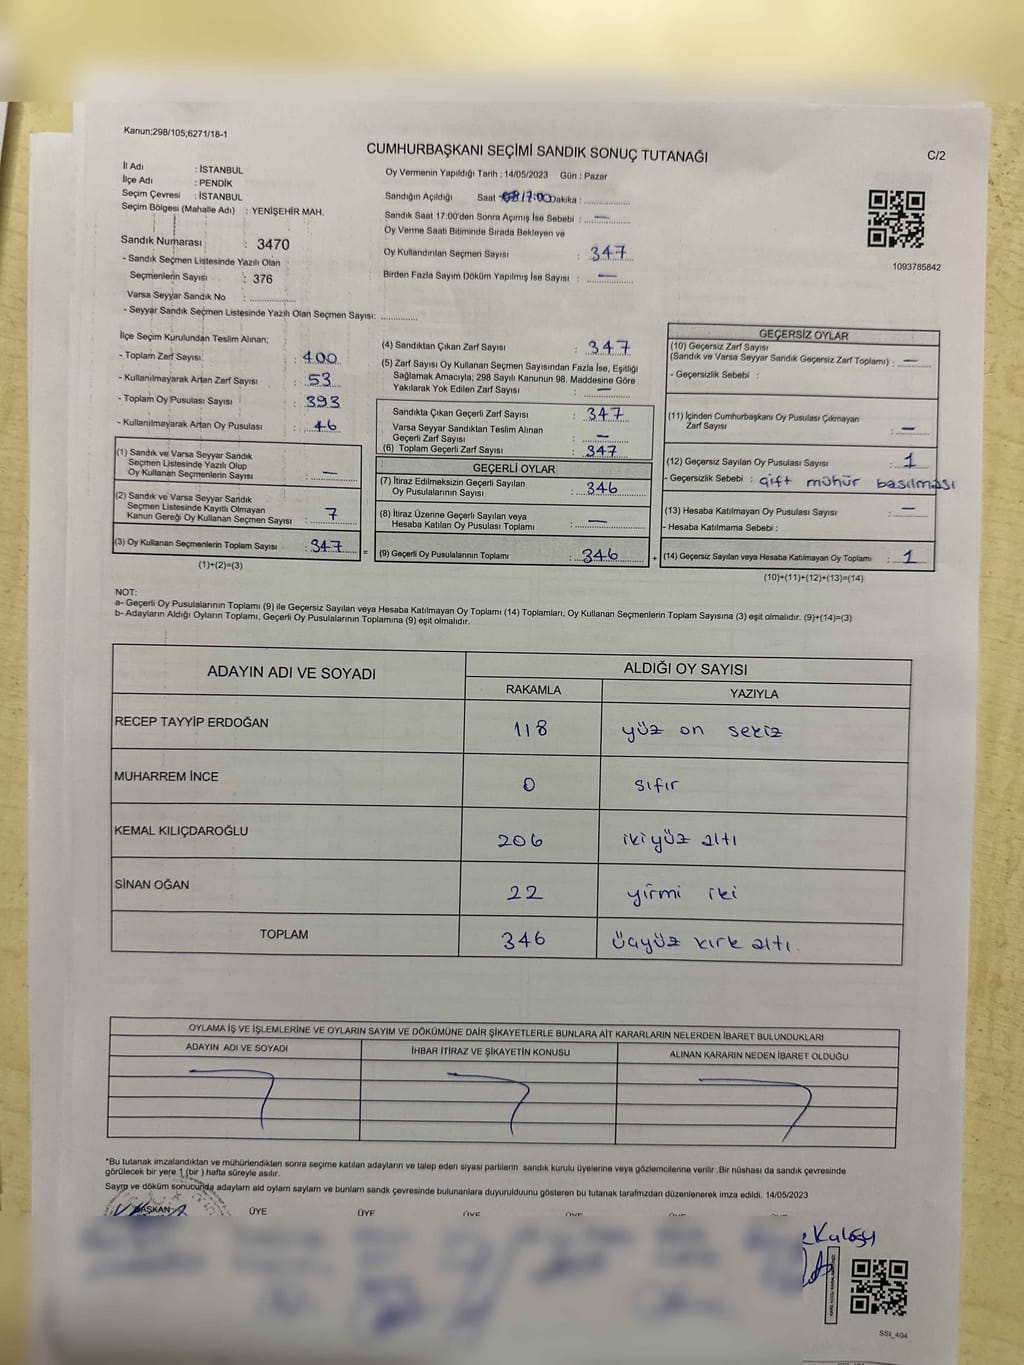 Kanun;298/105;6271/18-1
CUMHURBAŞKANI SEÇİMİ SANDIK SONUÇ TUTANAĞI
C/2
İl Adı : İSTANBUL
İlçe Adı : PENDİK
Seçim Çevresi : İSTANBUL
Seçim Bölgesi (Mahalle Adı) : YENİŞEHİR MAH.
Sandık Numarası : 3470
- Sandık Seçmen Listesinde Yazılı Olan
Seçmenlerin Sayısı : 376
Varsa Seyyar Sandık No :
- Seyyar Sandık Seçmen Listesinde Yazılı Olan Seçmen Sayısı:
Oy Vermenin Yapıldığı Tarih : 14/05/2023 Gün : Pazar
Sandığın Açıldığı Saat 17:00 Dakika :
Sandık Saat 17:00'den Sonra Açımış İse Sebebi : —
Oy Verme Saati Bitiminde Sırada Bekleyen ve
Oy Kullandırılan Seçmen Sayısı : 347
Birden Fazla Sayım Döküm Yapılmış İse Sayısı : —
1093785842
İlçe Seçim Kurulundan Teslim Alınan;
- Toplam Zarf Sayısı : 400
- Kullanılmayarak Artan Zarf Sayısı : 53
- Toplam Oy Pusulası Sayısı : 393
- Kullanılmayarak Artan Oy Pusulası : 46
(1) Sandık ve Varsa Seyyar Sandık
Seçmen Listesinde Yazılı Olup
Oy Kullanan Seçmenlerin Sayısı : —
(2) Sandık ve Varsa Seyyar Sandık
Seçmen Listesinde Kayıtlı Olmayan
Kanun Gereği Oy Kullanan Seçmen Sayısı : 7
(3) Oy Kullanan Seçmenlerin Toplam Sayısı : 347
(1)+(2)=(3)
=
(4) Sandıktan Çıkan Zarf Sayısı : 347
(5) Zarf Sayısı Oy Kullanan Seçmen Sayısından Fazla İse, Eşitliği
Sağlamak Amacıyla; 298 Sayılı Kanunun 98. Maddesine Göre
Yakılarak Yok Edilen Zarf Sayısı : —
Sandıkta Çıkan Geçerli Zarf Sayısı : 347
Varsa Seyyar Sandıktan Teslim Alınan
Geçerli Zarf Sayısı : —
(6) Toplam Geçerli Zarf Sayısı : 347
GEÇERLİ OYLAR
(7) İtiraz Edilmeksizin Geçerli Sayılan
Oy Pusulalarının Sayısı : 346
(8) İtiraz Üzerine Geçerli Sayılan veya
Hesaba Katılan Oy Pusulası Toplamı : —
(9) Geçerli Oy Pusulalarının Toplamı : 346
+
GEÇERSİZ OYLAR
(10) Geçersiz Zarf Sayısı
(Sandık ve Varsa Seyyar Sandık Geçersiz Zarf Toplamı) : —
- Geçersizlik Sebebi :
(11) İçinden Cumhurbaşkanı Oy Pusulası Çıkmayan
Zarf Sayısı : —
(12) Geçersiz Sayılan Oy Pusulası Sayısı : 1
- Geçersizlik Sebebi : çift mühür basılması
(13) Hesaba Katılmayan Oy Pusulası Sayısı : —
- Hesaba Katılmama Sebebi :
(14) Geçersiz Sayılan veya Hesaba Katılmayan Oy Toplamı : 1
(10)+(11)+(12)+(13)=(14)
NOT:
a- Geçerli Oy Pusulalarının Toplamı (9) ile Geçersiz Sayılan veya Hesaba Katılmayan Oy Toplamı (14) Toplamları, Oy Kullanan Seçmenlerin Toplam Sayısına (3) eşit olmalıdır. (9)+(14)=(3)
b- Adayların Aldığı Oyların Toplamı, Geçerli Oy Pusulalarının Toplamına (9) eşit olmalıdır.
ADAYIN ADI VE SOYADI
ALDIĞI OY SAYISI
RAKAMLA YAZIYLA
RECEP TAYYİP ERDOĞAN 118 yüz on sekiz
MUHARREM İNCE 0 sıfır
KEMAL KILIÇDAROĞLU 206 ikiyüz altı
SİNAN OĞAN 22 yirmi iki
TOPLAM 346 üçyüz kırk altı.
OYLAMA İŞ VE İŞLEMLERİNE VE OYLARIN SAYIM VE DÖKÜMÜNE DAİR ŞİKAYETLERLE BUNLARA AİT KARARLARIN NELERDEN İBARET BULUNDUKLARI
ADAYIN ADI VE SOYADI İHBAR İTİRAZ VE ŞİKAYETİN KONUSU ALINAN KARARIN NEDEN İBARET OLDUĞU
*Bu tutanak imzalandıktan ve mühürlendikten sonra seçime katılan adayların ve talep eden siyasi partilerin sandık kurulu üyelerine veya gözlemcilerine verilir .Bir nüshası da sandık çevresinde
görülecek bir yere 1 (bir ) hafta süreyle asılır.
Sayım ve döküm sonucunda adayların ald oyların sayların ve bunların sandk çevresinde bulunanlara duyurulduunu gösteren bu tutanak tarafmzdan düzenlenerek imza edildi. 14/05/2023
BAŞKAN ÜYE ÜYE ÜYE ÜYE
SSI_404